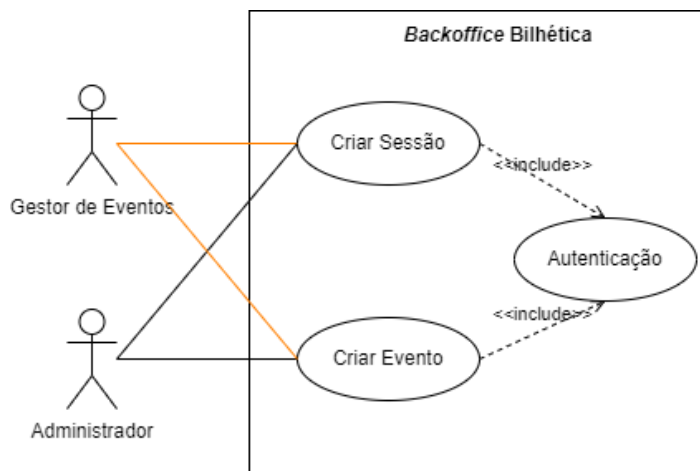 Backoffice Bilhética
Criar Sessão
<<include>>
Gestor de Eventos
Autenticação
<<include>>
Criar Evento
Administrador